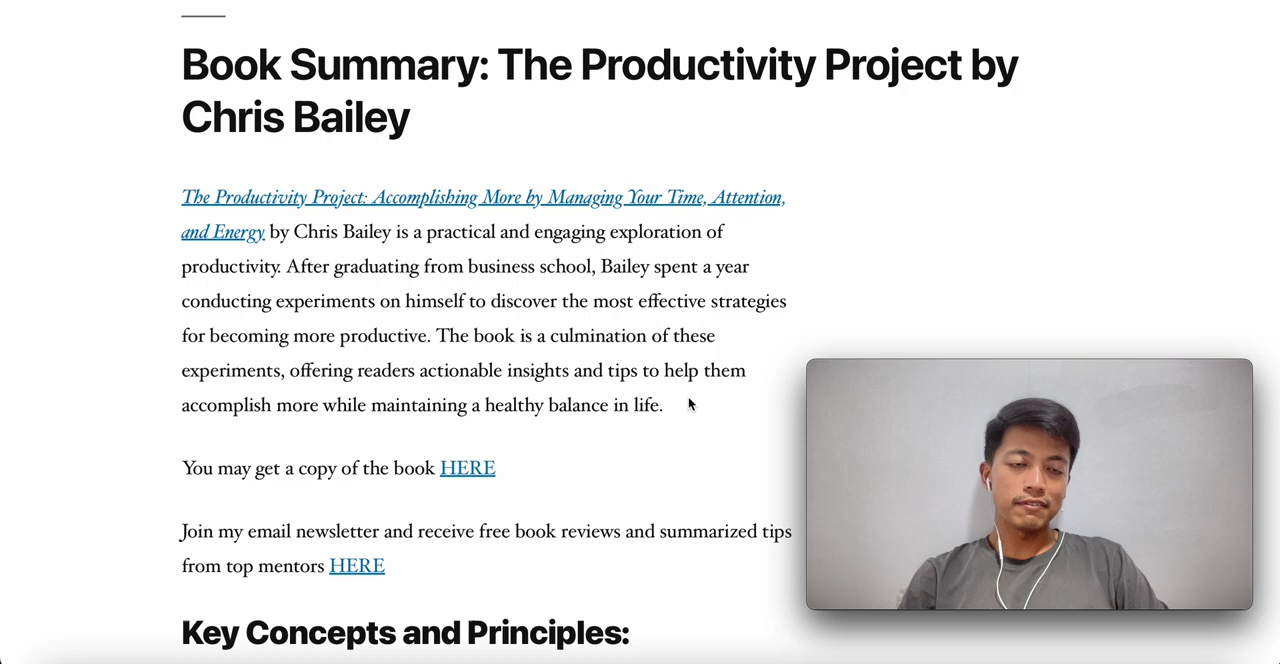 Book Summary: The Productivity Project by
Chris Bailey
The Productivity Project: Accomplishing More by Managing Your Time, Attention,
and Energy by Chris Bailey is a practical and engaging exploration of
productivity. After graduating from business school, Bailey spent a year
conducting experiments on himself to discover the most effective strategies
for becoming more productive. The book is a culmination of these
experiments, offering readers actionable insights and tips to help them
accomplish more while maintaining a healthy balance in life.
You may get a copy of the book HERE
Join my email newsletter and receive free book reviews and summarized tips
from top mentors HERE
Key Concepts and Principles: